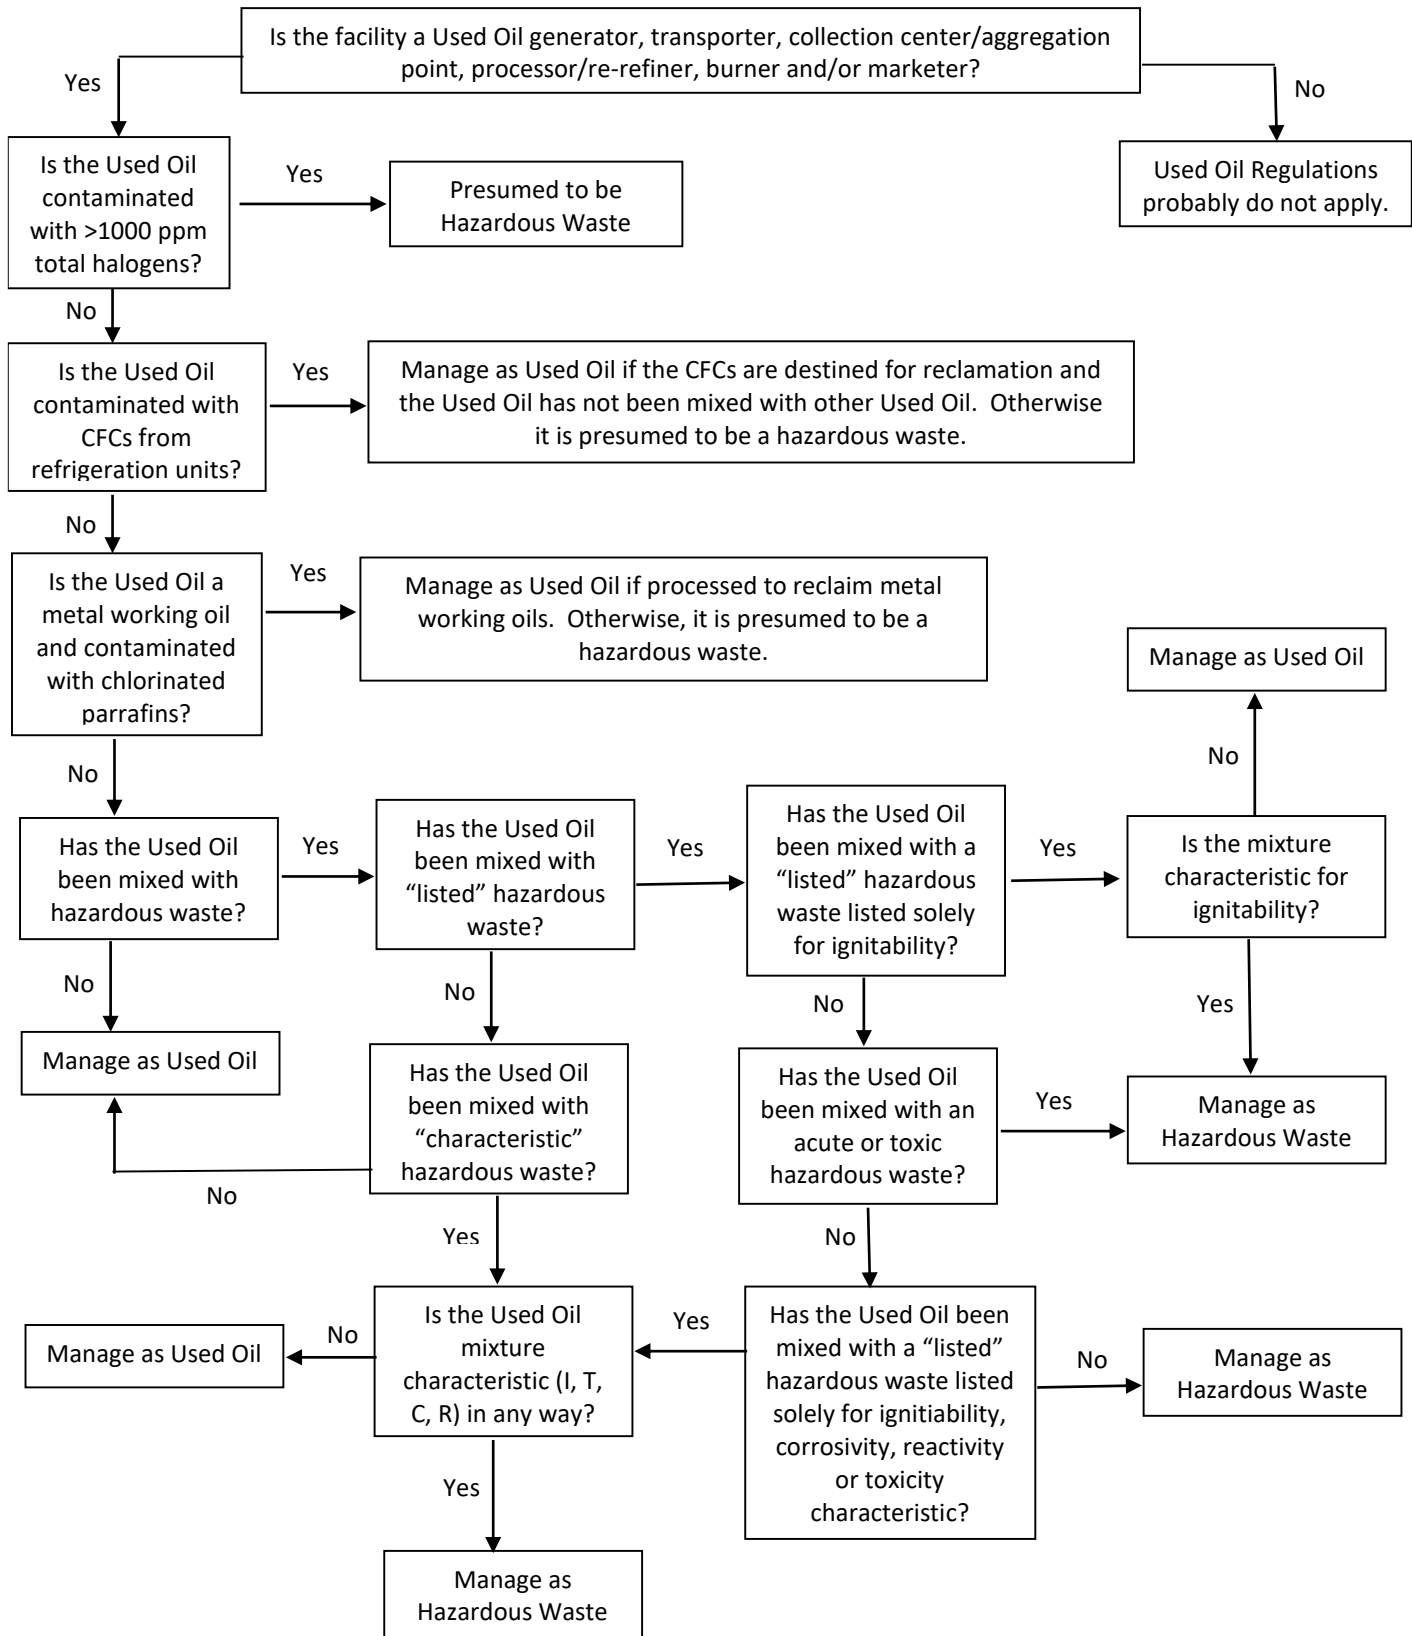 Is the facility a Used Oil generator, transporter, collection center/aggregation
point, processor/re-refiner, burner and/or marketer?
Yes
No
Is the Used Oil
contaminated
with >1000 ppm
total halogens?
Yes
Presumed to be
Hazardous Waste
Used Oil Regulations
probably do not apply.
No
Is the Used Oil
contaminated with
CFCs from
refrigeration units?
Yes
Manage as Used Oil if the CFCs are destined for reclamation and
the Used Oil has not been mixed with other Used Oil.  Otherwise
it is presumed to be a hazardous waste.
No
Is the Used Oil a
metal working oil
and contaminated
with chlorinated
parrafins?
Yes
Manage as Used Oil if processed to reclaim metal
working oils.  Otherwise, it is presumed to be a
hazardous waste.
Manage as Used Oil
No
No
Has the Used Oil
been mixed with
hazardous waste?
Yes
Has the Used Oil
been mixed with
“listed” hazardous
waste?
Yes
Has the Used Oil
been mixed with a
“listed” hazardous
waste listed solely
for ignitability?
Yes
Is the mixture
characteristic for
ignitability?
No
No
No
Yes
Manage as Used Oil
Has the Used Oil
been mixed with
“characteristic”
hazardous waste?
Has the Used Oil
been mixed with an
acute or toxic
hazardous waste?
Yes
Manage as
Hazardous Waste
No
Yes
No
Manage as Used Oil
No
Is the Used Oil
mixture
characteristic (I, T,
C, R) in any way?
Yes
Has the Used Oil been
mixed with a “listed”
hazardous waste listed
solely for ignitiability,
corrosivity, reactivity
or toxicity
characteristic?
No
Manage as
Hazardous Waste
Yes
Manage as
Hazardous Waste